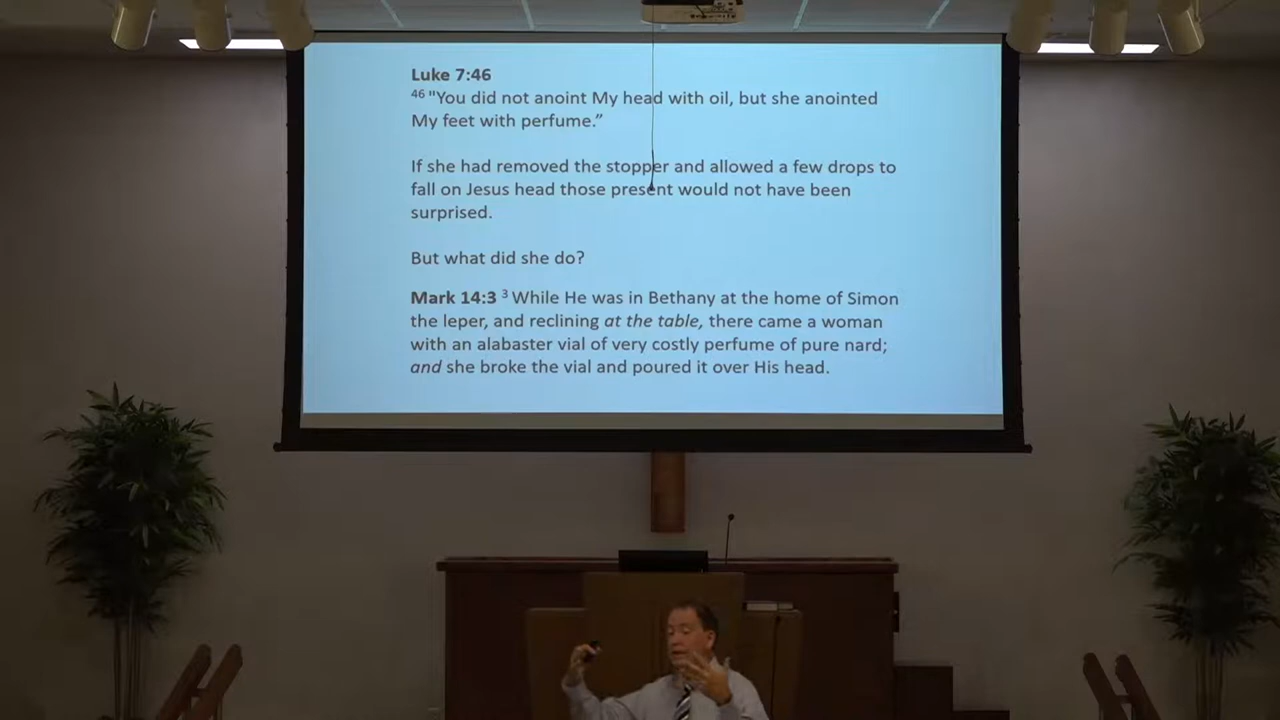 Luke 7:46
46 "You did not anoint My head with oil, but she anointed
My feet with perfume.”
If she had removed the stopper and allowed a few drops to
fall on Jesus head those present would not have been
surprised.
But what did she do?
Mark 14:3 3 While He was in Bethany at the home of Simon
the leper, and reclining at the table, there came a woman
with an alabaster vial of very costly perfume of pure nard;
and she broke the vial and poured it over His head.